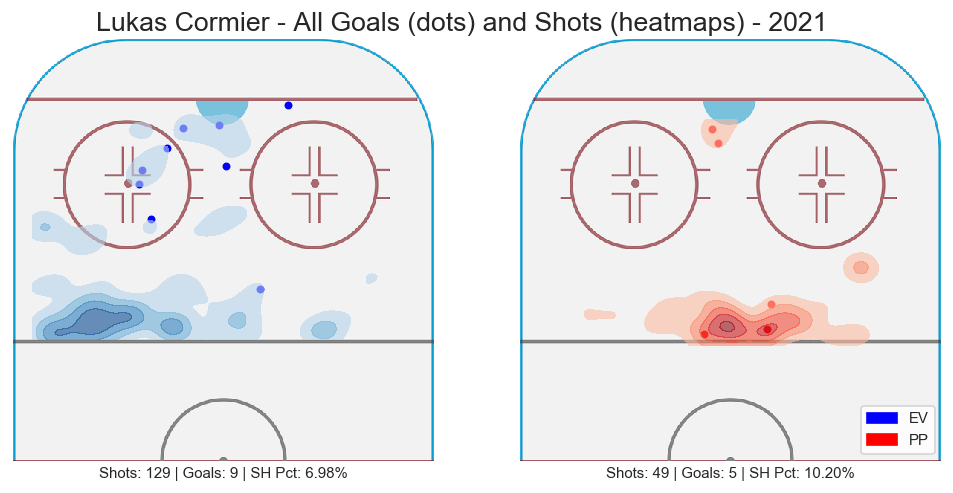 Lukas Cormier - All Goals (dots) and Shots (heatmaps) - 2021
EV
PP
Shots: 129 | Goals: 9 | SH Pct: 6.98%
Shots: 49 | Goals: 5 | SH Pct: 10.20%